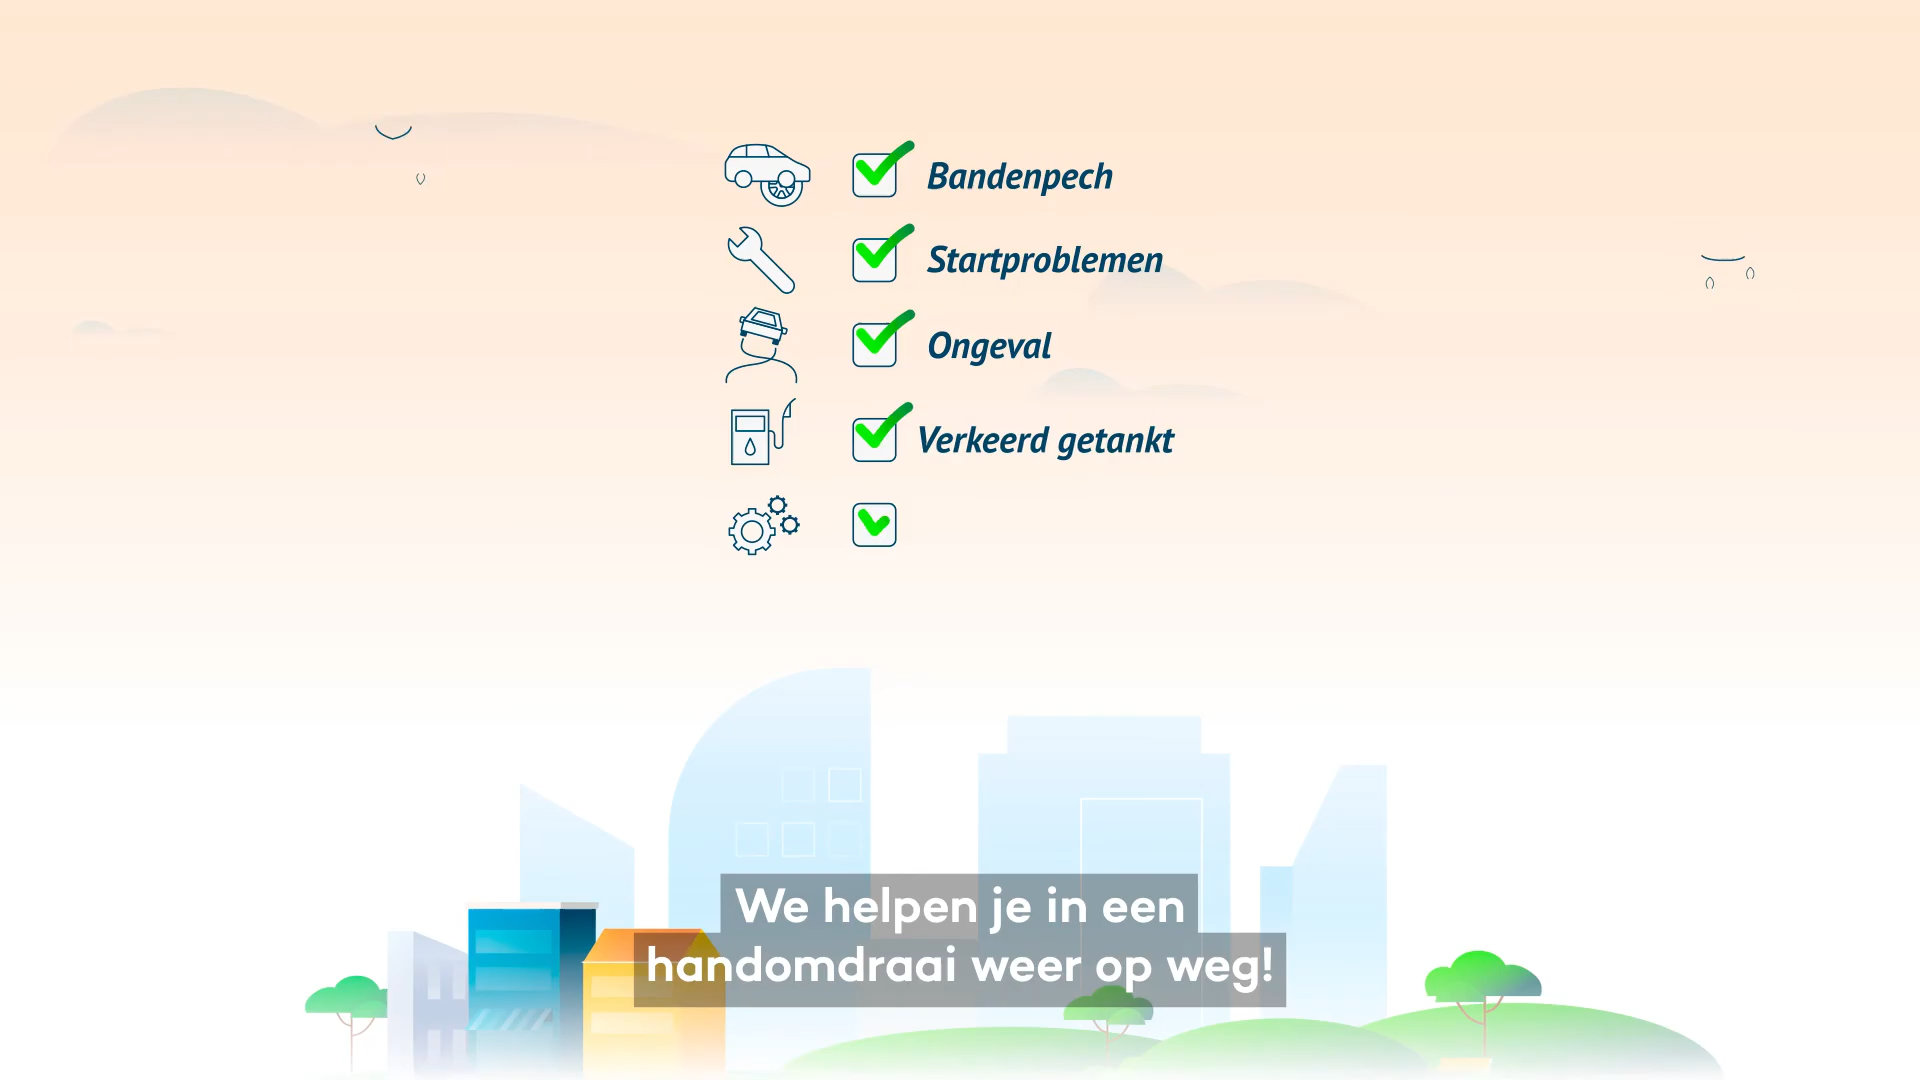 Bandenpech
Startproblemen
Ongeval
Verkeerd getankt
We helpen je in een
handomdraai weer op weg!